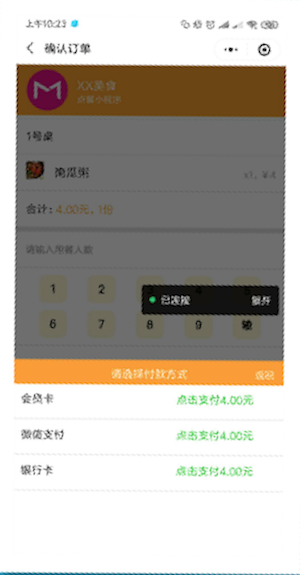 上午10:23
确认订单
XX美食
点餐小程序
1号桌
南瓜粥 x1, ¥4
合计: 4.00元, 1份
请输入用餐人数
1 2
已连接 展开
6 7 8 9
请选择付款方式 返回
会员卡 点击支付4.00元
微信支付 点击支付4.00元
银行卡 点击支付4.00元